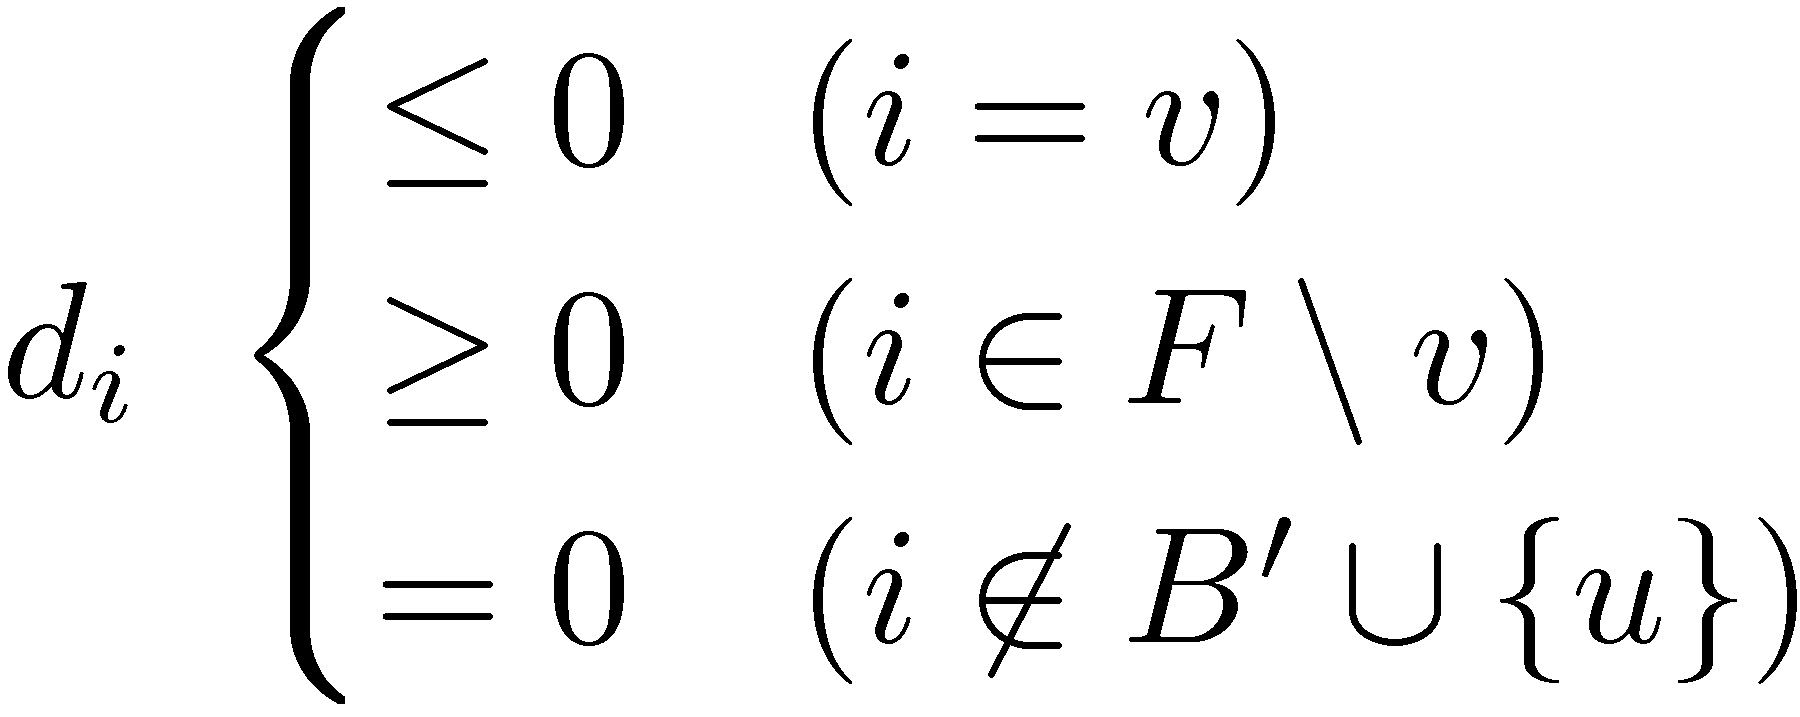 d_i { ≤ 0 (i = v)
≥ 0 (i ∈ F \ v)
= 0 (i ∉ B′ ∪ {u})